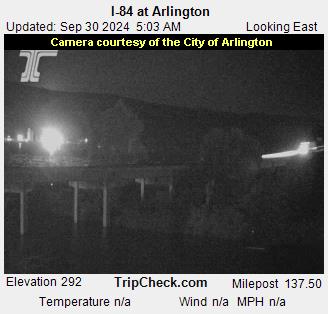 I-84 at Arlington
Updated: Sep 30 2024 5:03 AM Looking East
Camera courtesy of the City of Arlington
Elevation 292 TripCheck.com Milepost 137.50
Temperature n/a Wind n/a MPH n/a